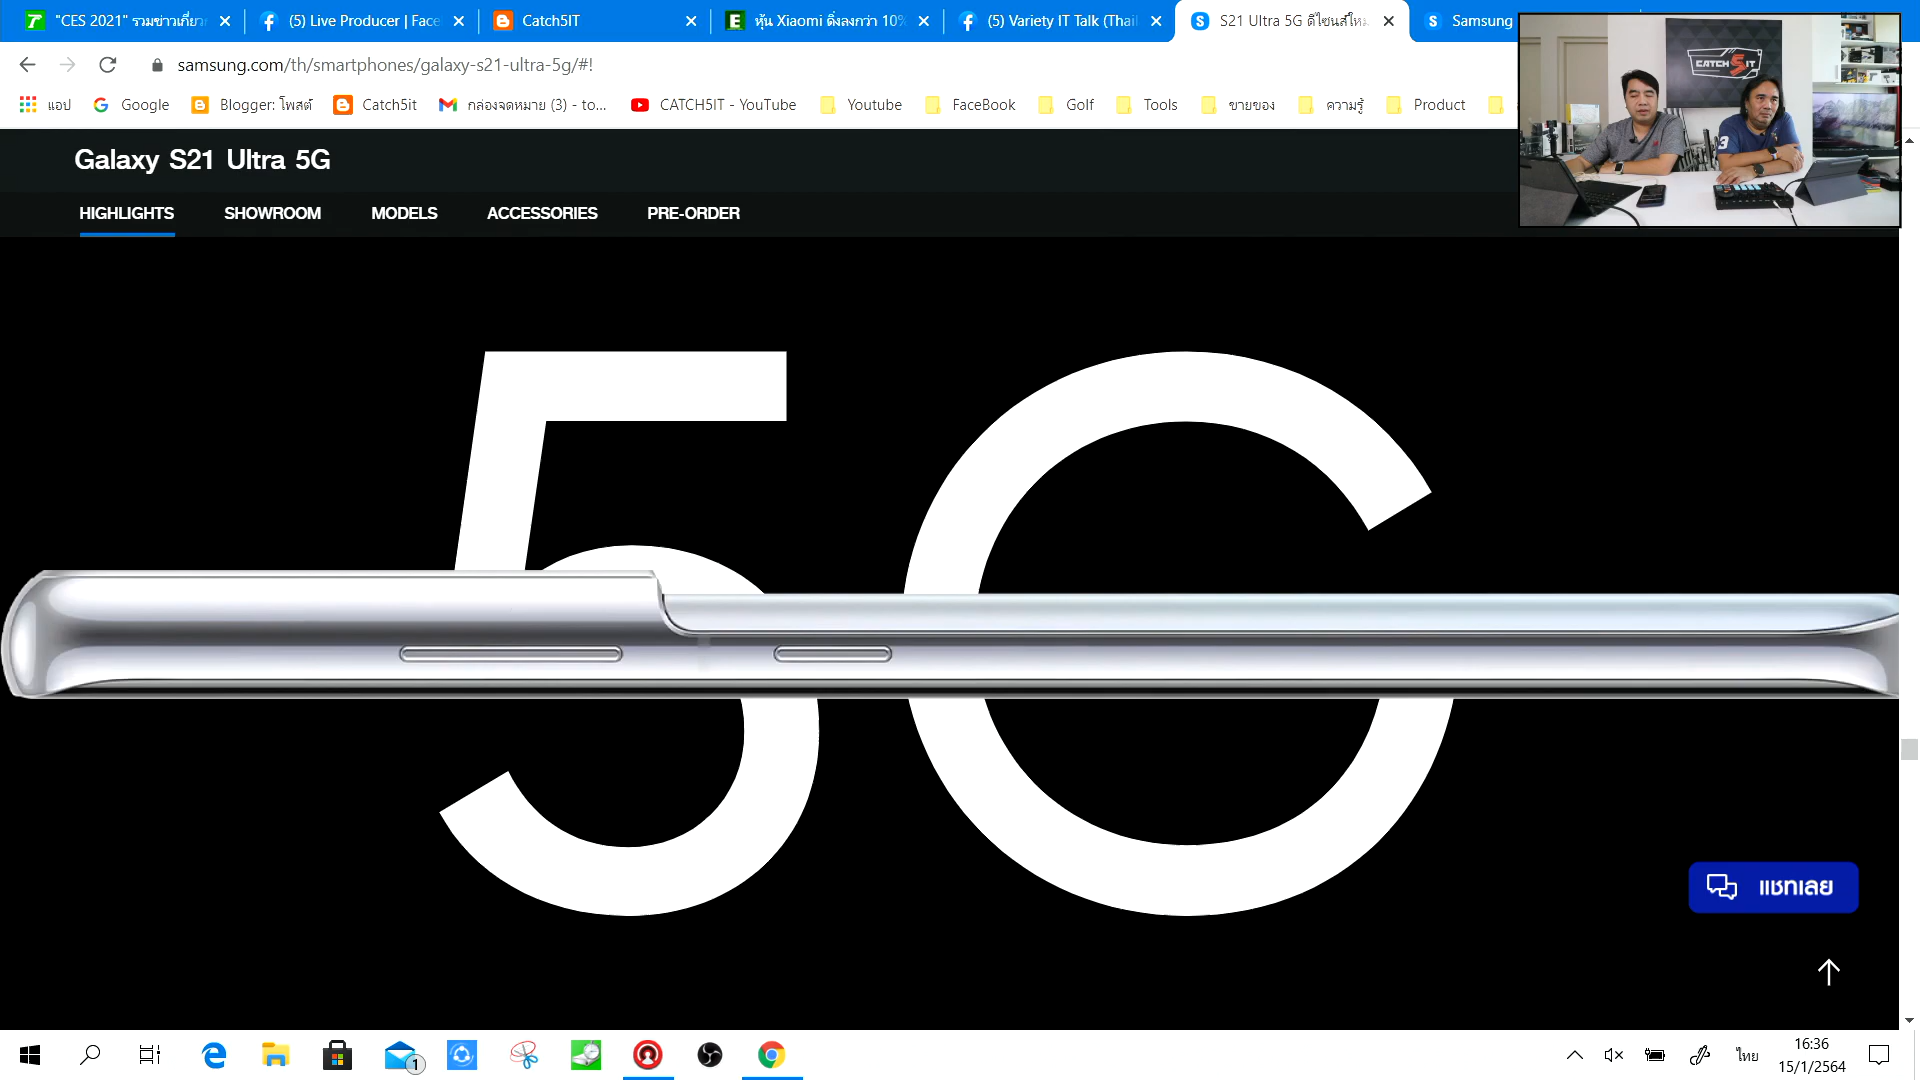 "CES 2021" รวมข่าวเกี่ยวก
(5) Live Producer | Face
Catch5IT
หุ้น Xiaomi ดิ่งลงกว่า 10%
(5) Variety IT Talk (Thail
S21 Ultra 5G ดีไซน์ใหม่
Samsung
samsung.com/th/smartphones/galaxy-s21-ultra-5g/#!
แอป
Google
Blogger: โพสต์
Catch5it
กล่องจดหมาย (3) - to...
CATCH5IT - YouTube
Youtube
FaceBook
Golf
Tools
ขายของ
ความรู้
Product
CATCH5IT
3
Galaxy S21 Ultra 5G
HIGHLIGHTS
SHOWROOM
MODELS
ACCESSORIES
PRE-ORDER
5G
แชทเลย
1
ไทย
16:36
15/1/2564